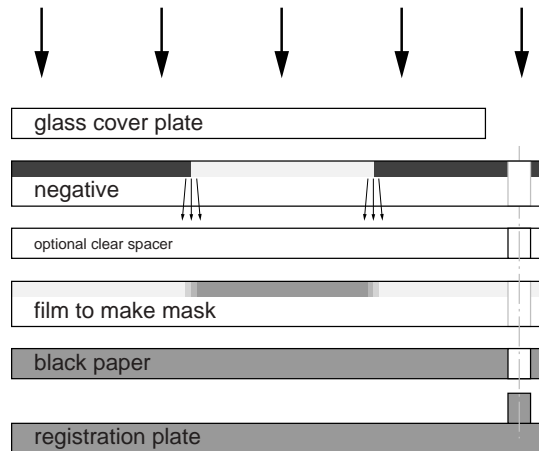 glass cover plate
negative
optional clear spacer
film to make mask
black paper
registration plate